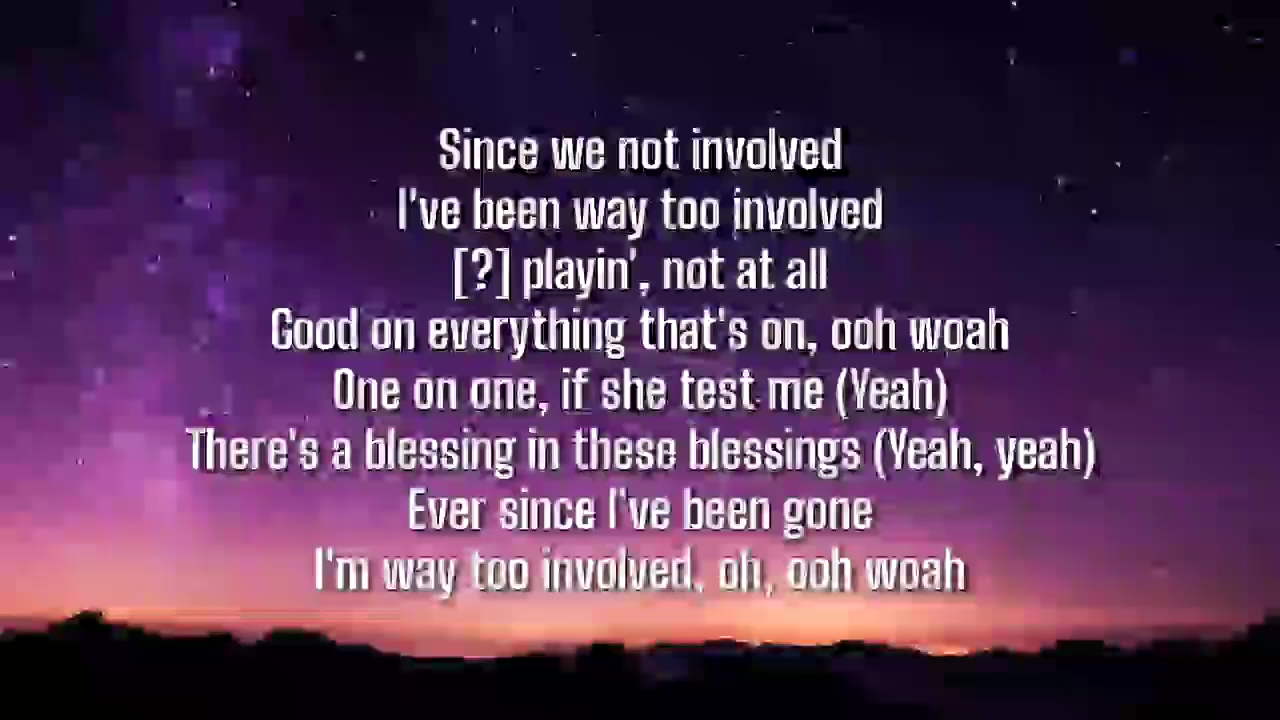 Since we not involved
I've been way too involved
[?] playin', not at all
Good on everything that's on, ooh woah
One on one, if she test me (Yeah)
There's a blessing in these blessings (Yeah, yeah)
Ever since I've been gone
I'm way too involved, oh, ooh woah